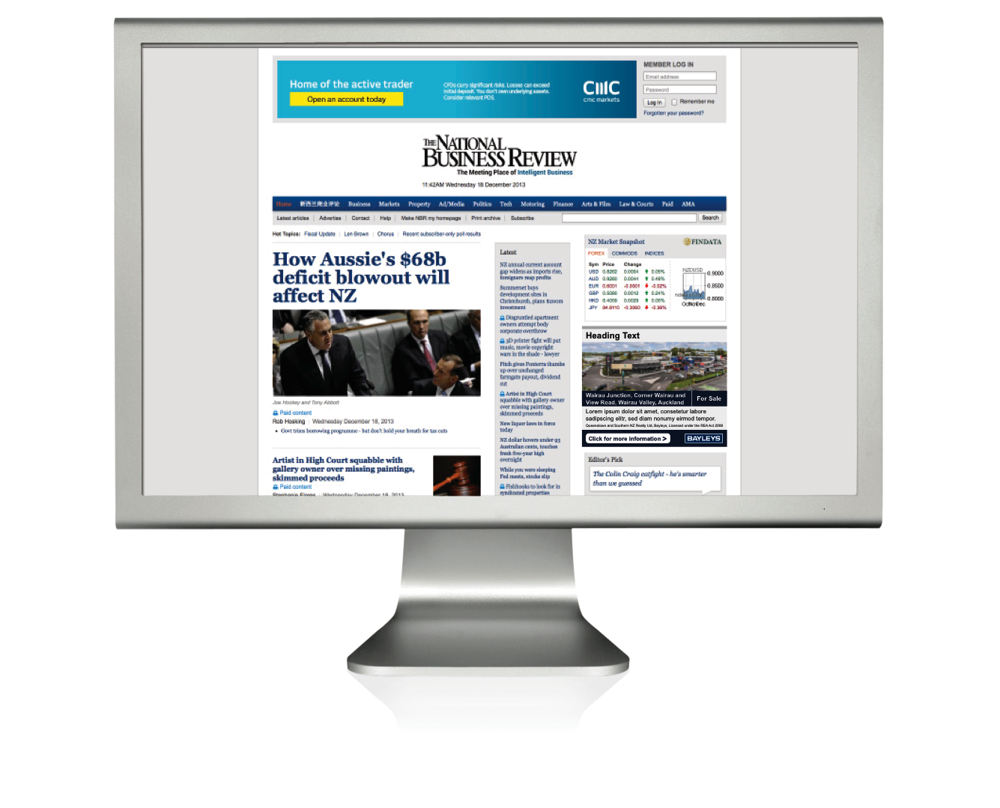 Home of the active trader
Open an account today
CFDs carry significant risks. Losses can exceed
initial deposit. You don't own underlying assets.
Consider relevant PDS.
CMC
cmc markets
MEMBER LOG IN
Email address
Password
Log In
Remember me
Forgotten your password?
THE NATIONAL
BUSINESS REVIEW
The Meeting Place of Intelligent Business
11:42AM Wednesday 18 December 2013
Home 新西兰商业评论 Business Markets Property Ad/Media Politics Tech Motoring Finance Arts & Film Law & Courts Paid AMA
Latest articles | Advertise | Contact | Help | Make NBR my homepage | Print archive | Subscribe
Search
Hot Topics: Fiscal Update | Len Brown | Chorus | Recent subscriber-only poll results
How Aussie's $68b
deficit blowout will
affect NZ
Joe Hockey and Tony Abbott
Paid content
Rob Hosking | Wednesday December 18, 2013
• Govt trims borrowing programme - but don't hold your breath for tax cuts
Artist in High Court squabble with
gallery owner over missing paintings,
skimmed proceeds
Paid content
Wednesday December 18, 2013
Latest
NZ annual current account
gap widens as imports rise,
foreigners reap profits
Summerset buys
development sites in
Christchurch, plans $200m
investment
Disgruntled apartment
owners attempt body
corporate overthrow
3D printer fight will put
music, movie copyright
wars in the shade - lawyer
Fitch gives Fonterra thumbs
up over unchanged
farmgate payout, dividend
cut
Artist in High Court
squabble with gallery owner
over missing paintings,
skimmed proceeds
New liquor laws in force
today
NZ dollar hovers under 93
Australian cents, touches
fresh five-year high
overnight
While you were sleeping
Fed meets, stocks slip
Fishhooks to look for in
syndicated properties
NZ Market Snapshot
FINDATA
FOREX COMMODS INDICES
Sym Price Change
USD 0.8262 0.0004 0.05%
AUD 0.9280 0.0044 0.48%
EUR 0.6001 -0.0001 -0.02%
GBP 0.5080 0.0012 0.24%
HKD 6.4059 0.0029 0.05%
JPY 84.8110 -0.3060 -0.36%
NZDUSD
0.9000
0.8500
0.8000
Heading Text
Wairau Junction, Corner Wairau and
View Road, Wairau Valley, Auckland
For Sale
Lorem ipsum dolor sit amet, consetetur labore
sadipscing elitr, sed diam nonumy eirmod tempor.
Queenstown and Southern NZ Realty Ltd, Bayleys, Licensed under the REA Act 2008
Click for more information >
BAYLEYS
Editor's Pick
The Colin Craig catfight - he's smarter
than we guessed